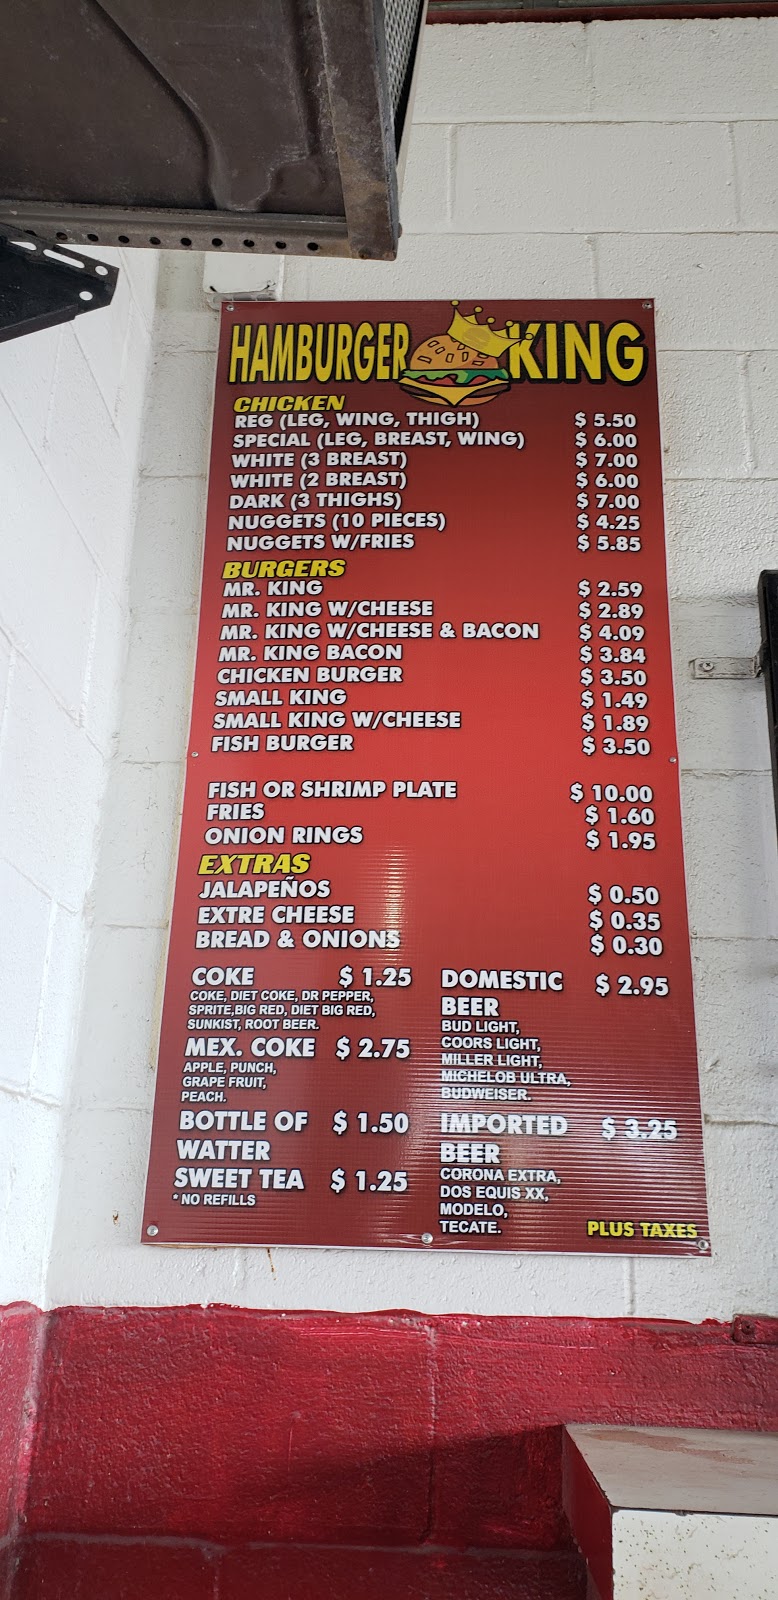 HAMBURGER KING
CHICKEN
REG (LEG, WING, THIGH) $ 5.50
SPECIAL (LEG, BREAST, WING) $ 6.00
WHITE (3 BREAST) $ 7.00
WHITE (2 BREAST) $ 6.00
DARK (3 THIGHS) $ 7.00
NUGGETS (10 PIECES) $ 4.25
NUGGETS W/FRIES $ 5.85
BURGERS
MR. KING $ 2.59
MR. KING W/CHEESE $ 2.89
MR. KING W/CHEESE & BACON $ 4.09
MR. KING BACON $ 3.84
CHICKEN BURGER $ 3.50
SMALL KING $ 1.49
SMALL KING W/CHEESE $ 1.89
FISH BURGER $ 3.50
FISH OR SHRIMP PLATE $ 10.00
FRIES $ 1.60
ONION RINGS $ 1.95
EXTRAS
JALAPEÑOS $ 0.50
EXTRE CHEESE $ 0.35
BREAD & ONIONS $ 0.30
COKE $ 1.25
COKE, DIET COKE, DR PEPPER,
SPRITE,BIG RED, DIET BIG RED,
SUNKIST, ROOT BEER.
MEX. COKE $ 2.75
APPLE, PUNCH,
GRAPE FRUIT,
PEACH.
BOTTLE OF $ 1.50
WATTER
SWEET TEA $ 1.25
* NO REFILLS
DOMESTIC $ 2.95
BEER
BUD LIGHT,
COORS LIGHT,
MILLER LIGHT,
MICHELOB ULTRA,
BUDWEISER.
IMPORTED $ 3.25
BEER
CORONA EXTRA,
DOS EQUIS XX,
MODELO,
TECATE.
PLUS TAXES